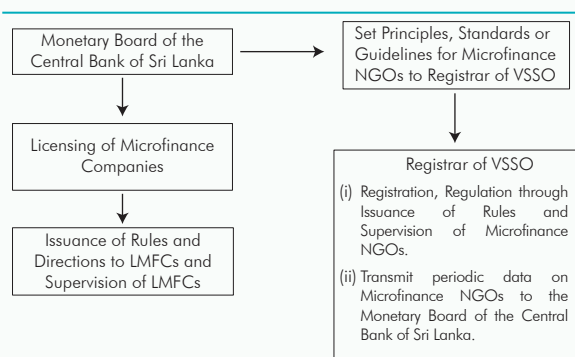 Monetary Board of the
Central Bank of Sri Lanka
Set Principles, Standards or
Guidelines for Microfinance
NGOs to Registrar of VSSO
Licensing of Microfinance
Companies
Issuance of Rules and
Directions to LMFCs and
Supervision of LMFCs
Registrar of VSSO
(i) Registration, Regulation through
Issuance of Rules and
Supervision of Microfinance
NGOs.
(ii) Transmit periodic data on
Microfinance NGOs to the
Monetary Board of the Central
Bank of Sri Lanka.